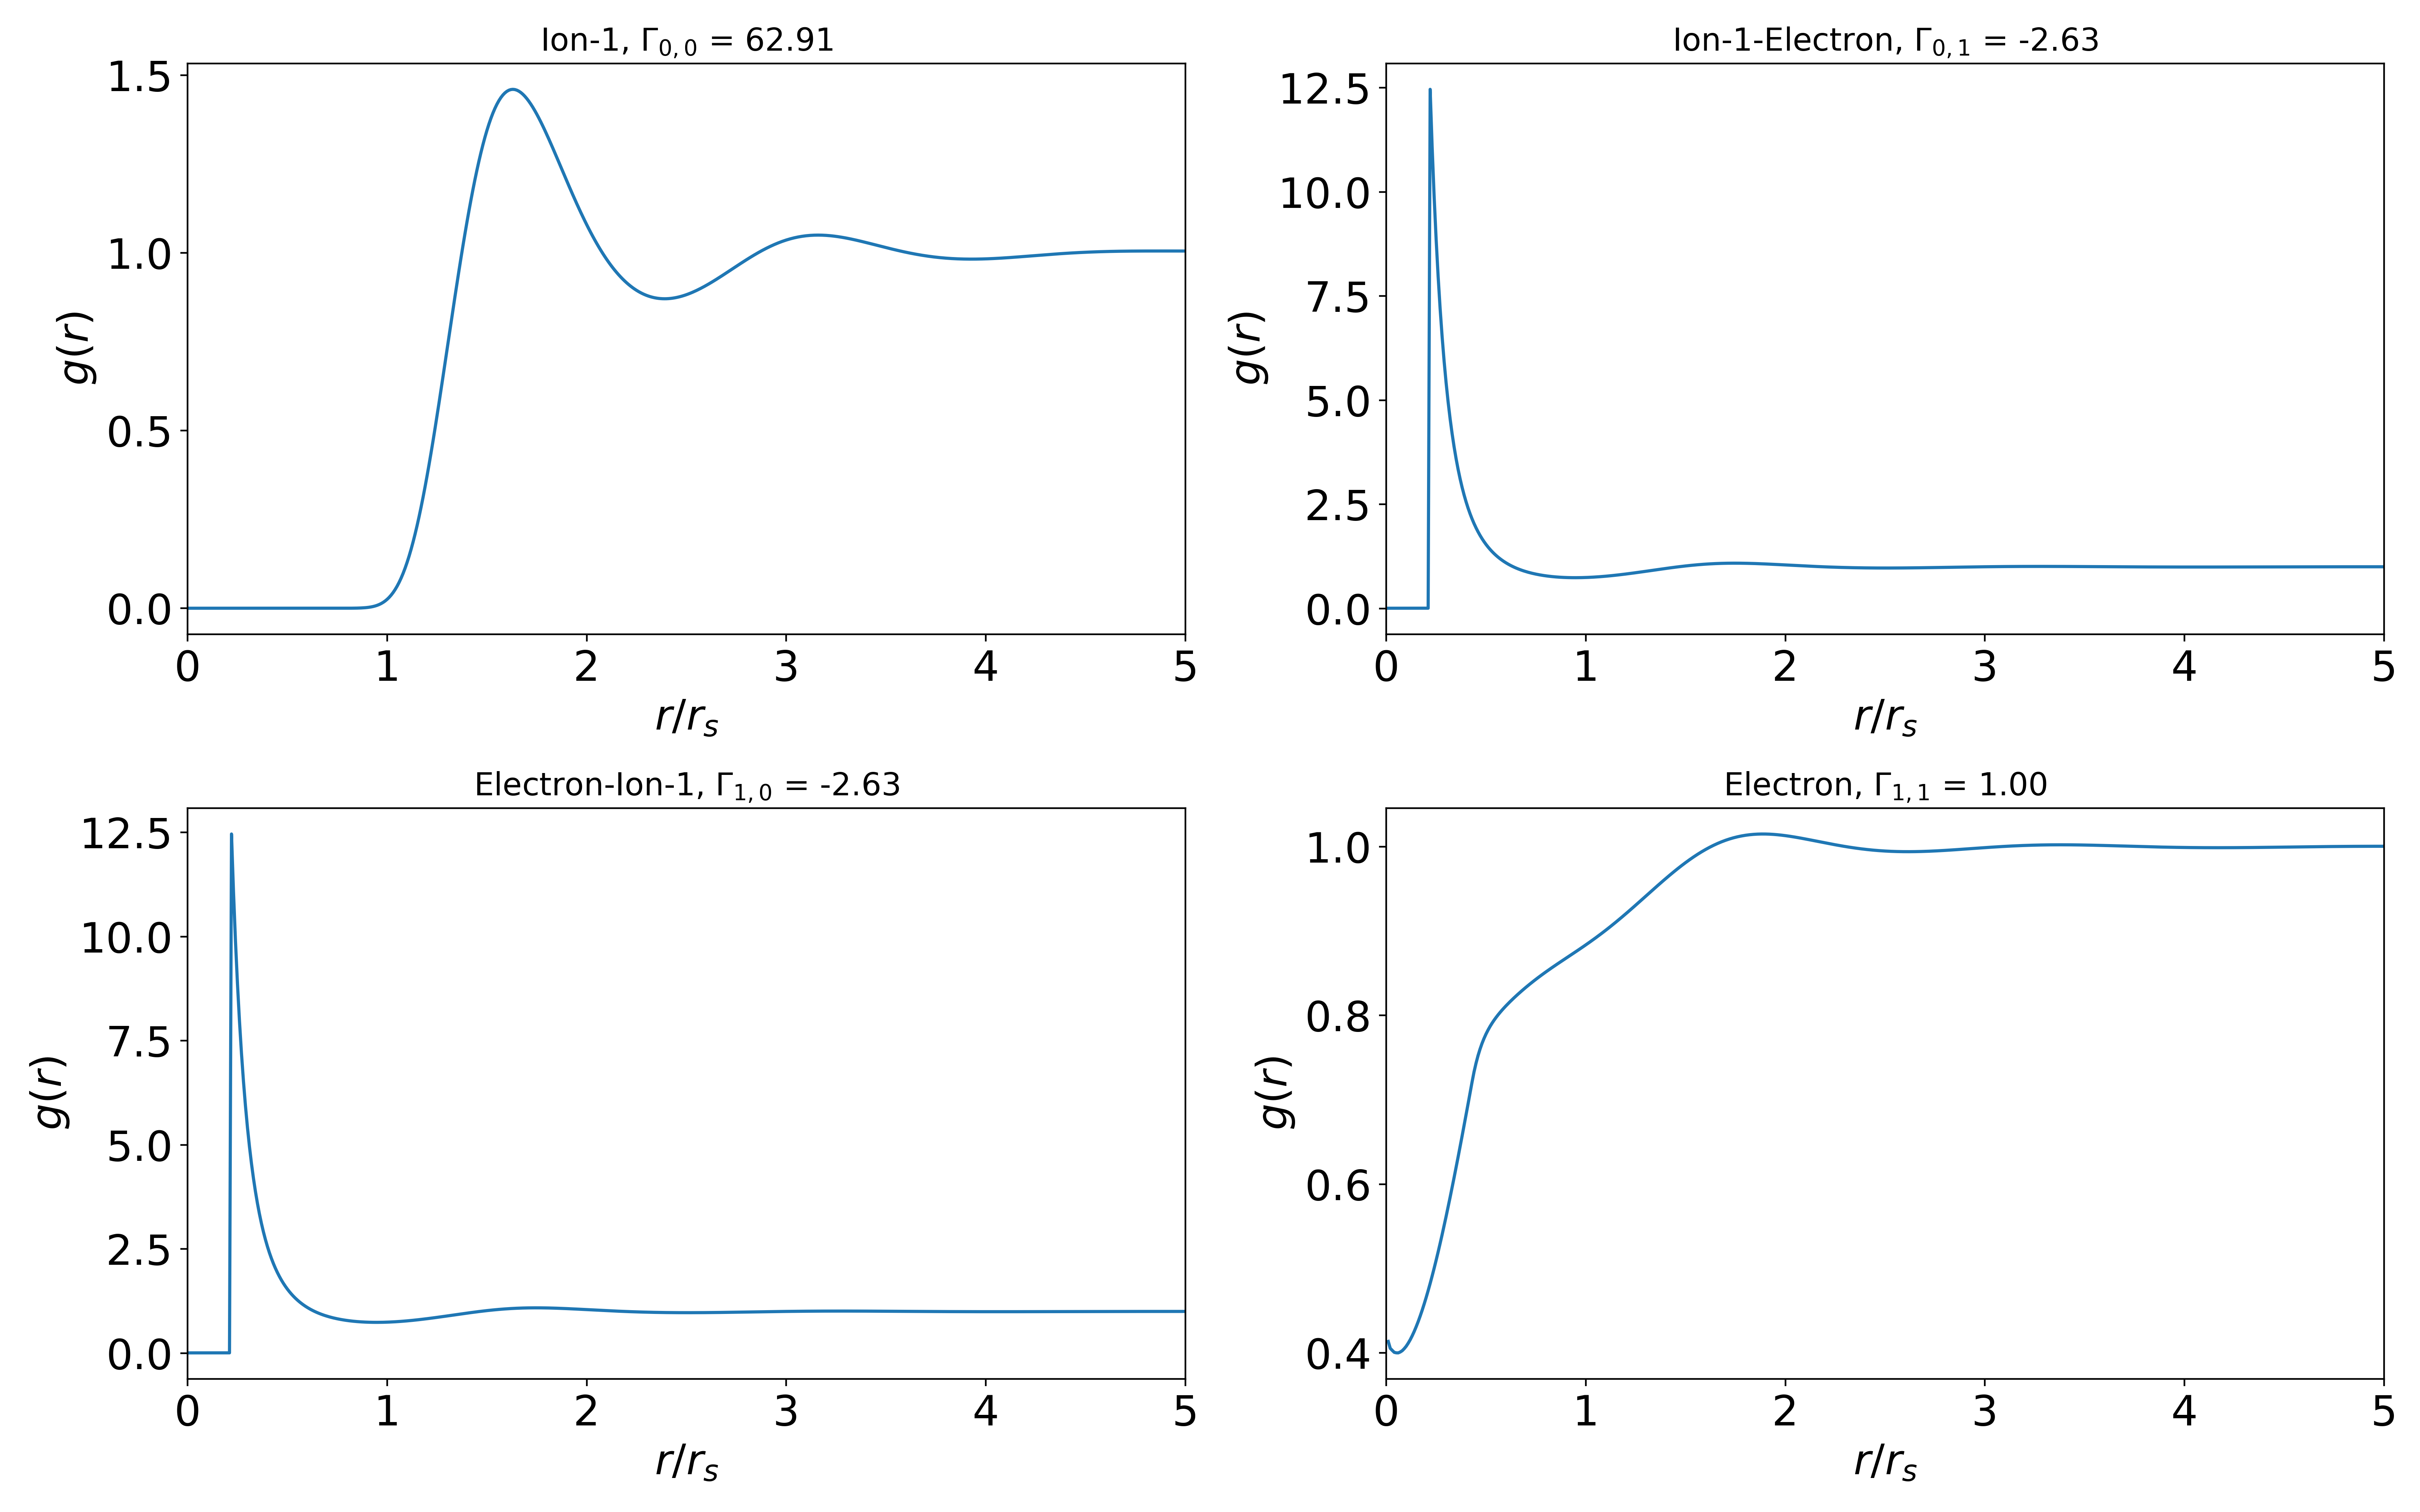 Ion-1, Γ0,0 = 62.91
1.5
1.0
0.5
0.0
g(r)
0 1 2 3 4 5
r/rs
Ion-1-Electron, Γ0,1 = -2.63
12.5
10.0
7.5
5.0
2.5
0.0
g(r)
0 1 2 3 4 5
r/rs
Electron-Ion-1, Γ1,0 = -2.63
12.5
10.0
7.5
5.0
2.5
0.0
g(r)
0 1 2 3 4 5
r/rs
Electron, Γ1,1 = 1.00
1.0
0.8
0.6
0.4
g(r)
0 1 2 3 4 5
r/rs